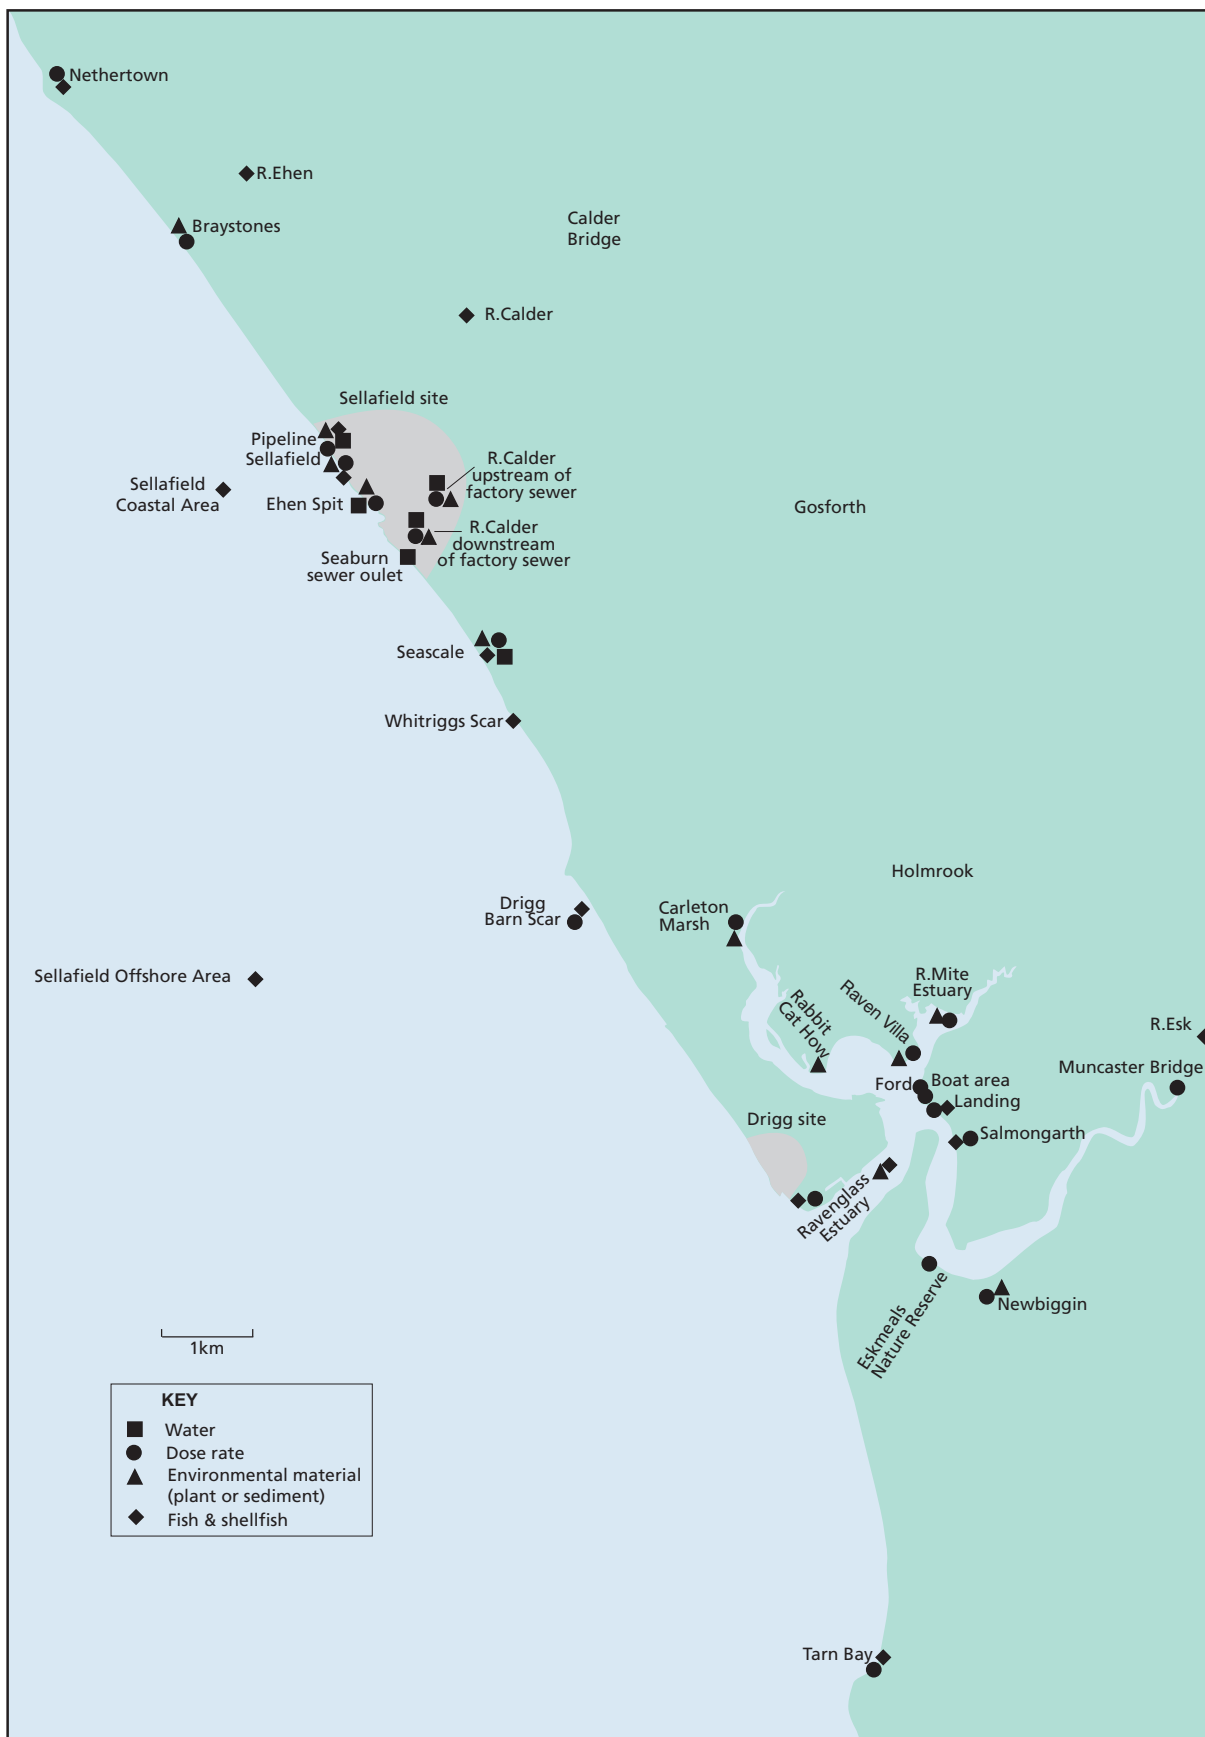 Nethertown
R.Ehen
Braystones
Calder
Bridge
R.Calder
Sellafield site
Pipeline
Sellafield
R.Calder
upstream of
factory sewer
Sellafield
Coastal Area
Ehen Spit
Gosforth
R.Calder
downstream
of factory sewer
Seaburn
sewer oulet
Seascale
Whitriggs Scar
Holmrook
Drigg
Barn Scar
Carleton
Marsh
Sellafield Offshore Area
R.Mite
Estuary
Raven Villa
Rabbit
Cat How
R.Esk
Muncaster Bridge
Ford
Boat area
Landing
Drigg site
Salmongarth
Ravenglass
Estuary
Newbiggin
Eskmeals
Nature Reserve
1km
KEY
Water
Dose rate
Environmental material
(plant or sediment)
Fish & shellfish
Tarn Bay